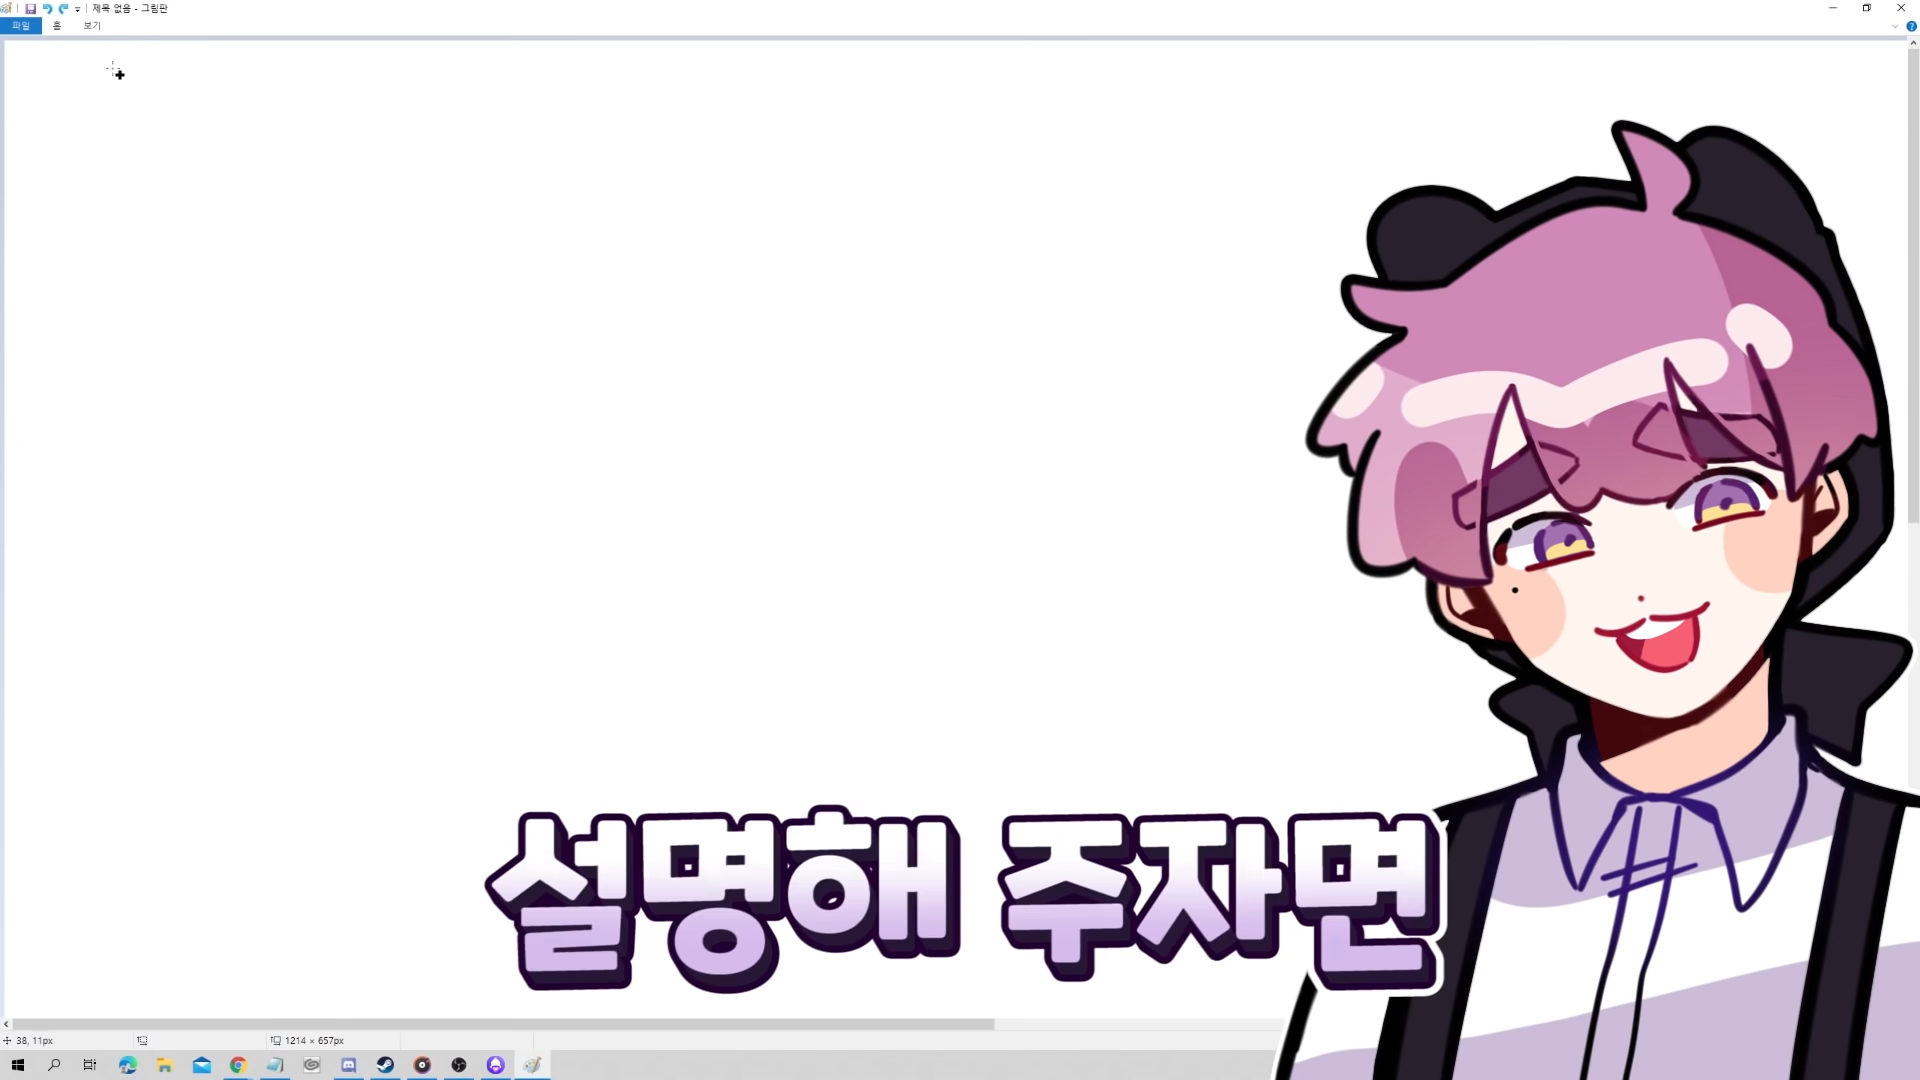 제목 없음 - 그림판
파일 홈 보기
설명해 주자면
38, 11px
1214 × 657px